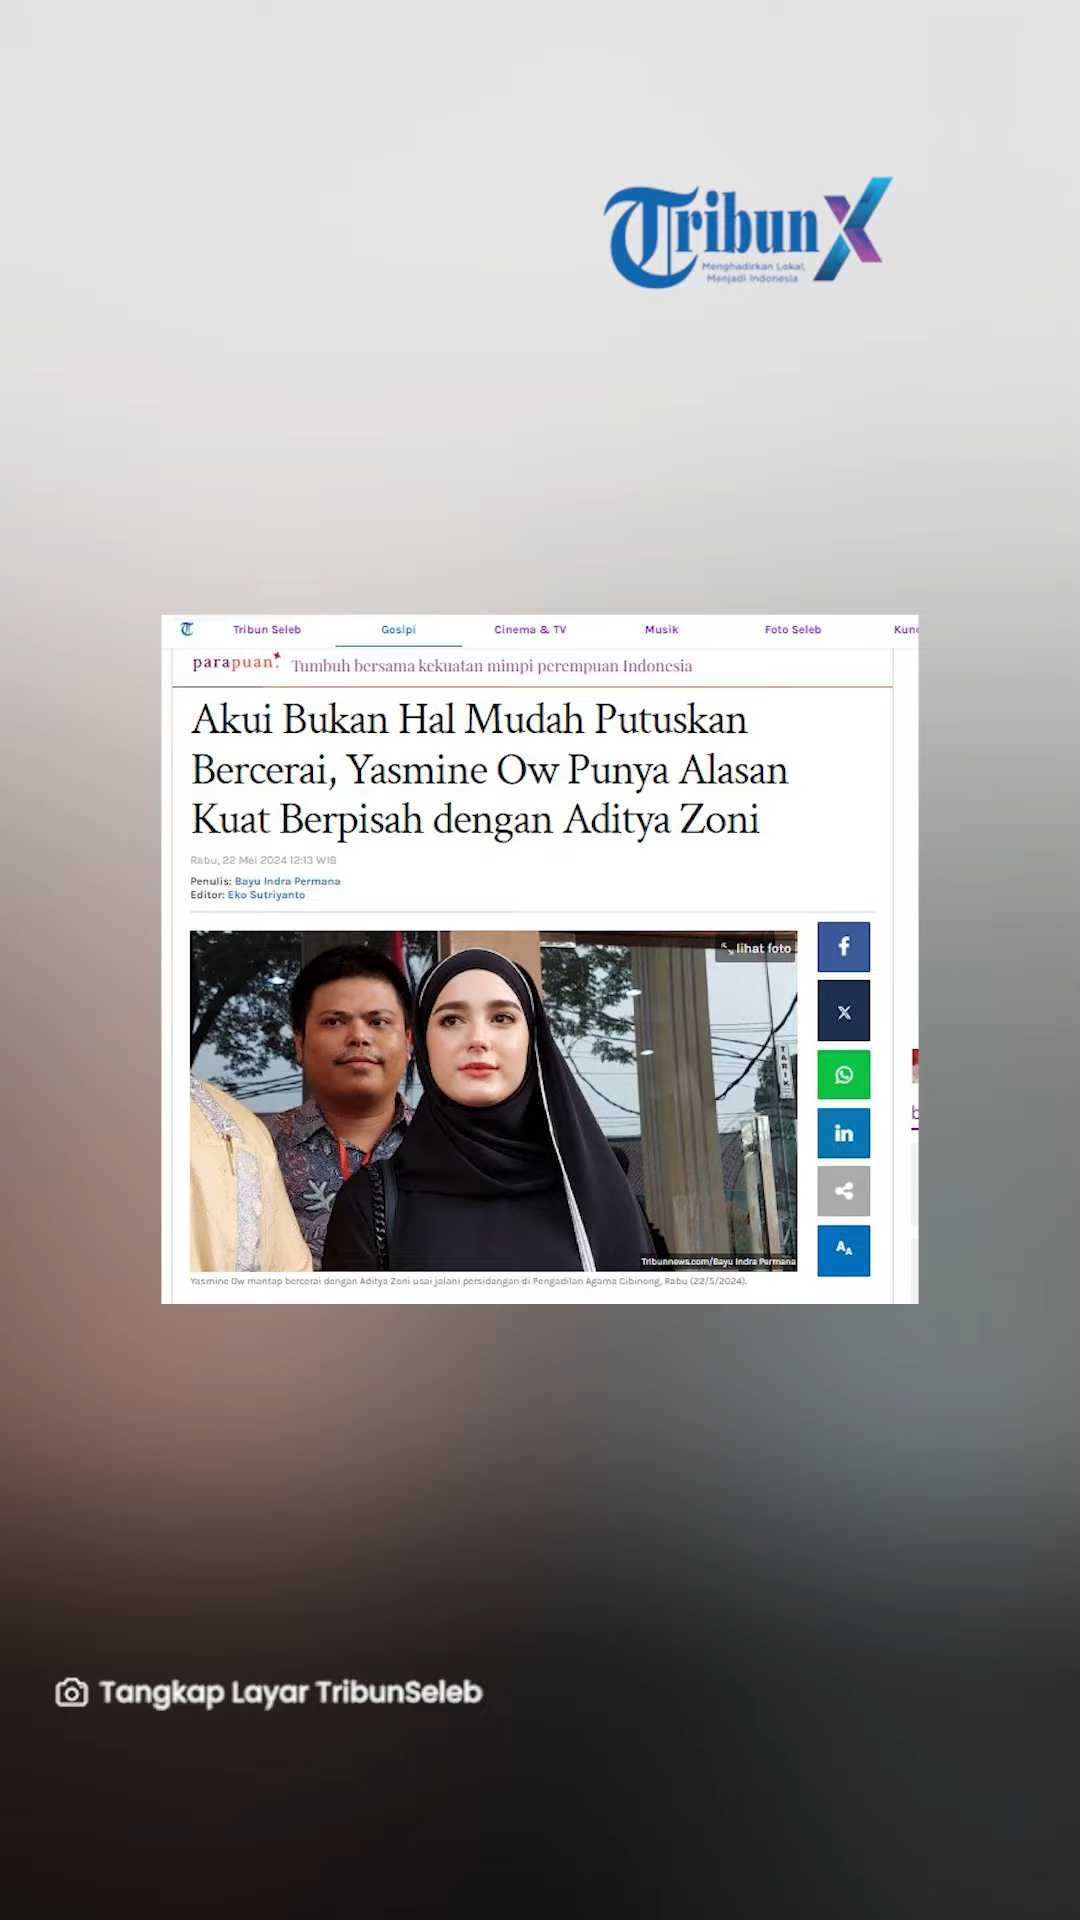 Tribun X
Menghadirkan Lokal,
Menjadi Indonesia
Tribun Seleb Gosipi Cinema & TV Musik Foto Seleb
parapuan. Tumbuh bersama kekuatan mimpi perempuan Indonesia
Akui Bukan Hal Mudah Putuskan
Bercerai, Yasmine Ow Punya Alasan
Kuat Berpisah dengan Aditya Zoni
Rabu, 22 Mei 2024 12:13 WIB
Penulis: Bayu Indra Permana
Editor: Eko Sutriyanto
lihat foto
TARIK
Tribunnews.com/Bayu Indra Permana
Yasmine Ow mantap bercerai dengan Aditya Zoni usai jalani persidangan di Pengadilan Agama Cibinong, Rabu (22/5/2024).
Tangkap Layar TribunSeleb